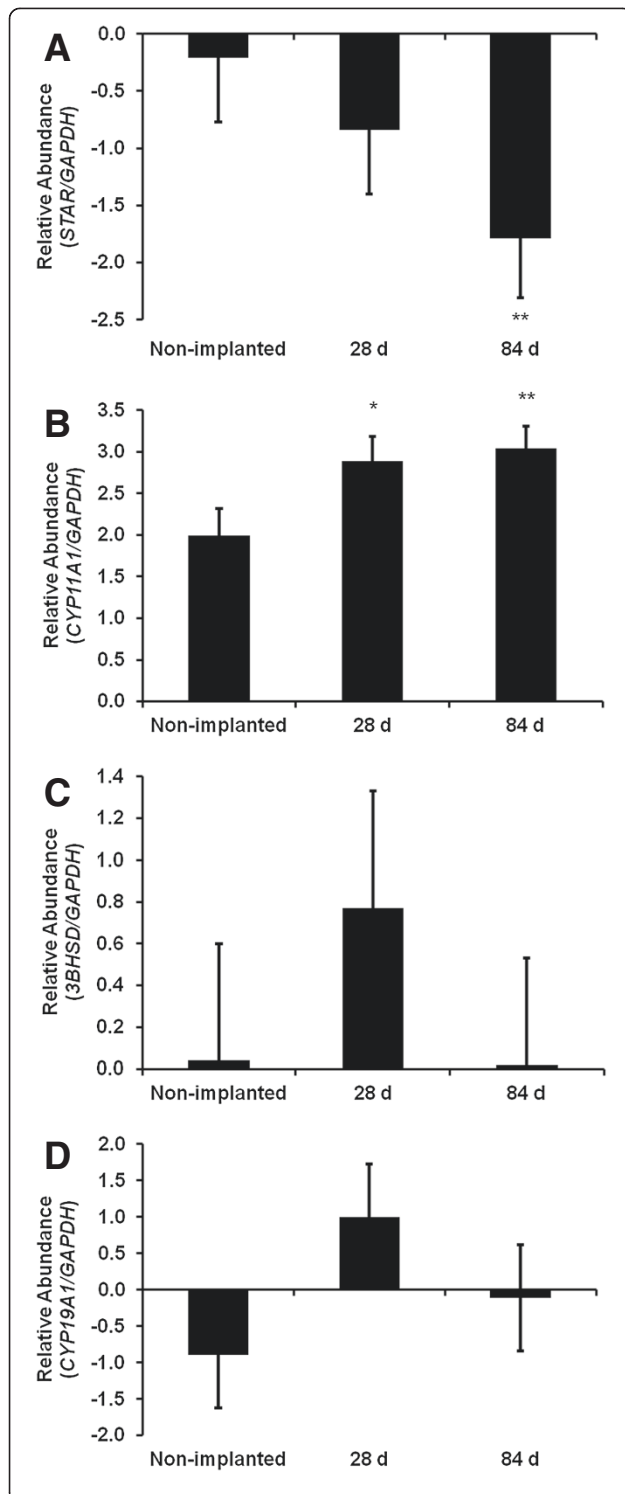 A
Relative Abundance
(STAR/GAPDH)
0.0
-0.5
-1.0
-1.5
-2.0
-2.5
**
Non-implanted 28 d 84 d
B
Relative Abundance
(CYP11A1/GAPDH)
3.5
3.0
2.5
2.0
1.5
1.0
0.5
0.0
* **
Non-implanted 28 d 84 d
C
Relative Abundance
(3BHSD/GAPDH)
1.4
1.2
1.0
0.8
0.6
0.4
0.2
0.0
Non-implanted 28 d 84 d
D
Relative Abundance
(CYP19A1/GAPDH)
2.0
1.5
1.0
0.5
0.0
-0.5
-1.0
-1.5
-2.0
Non-implanted 28 d 84 d